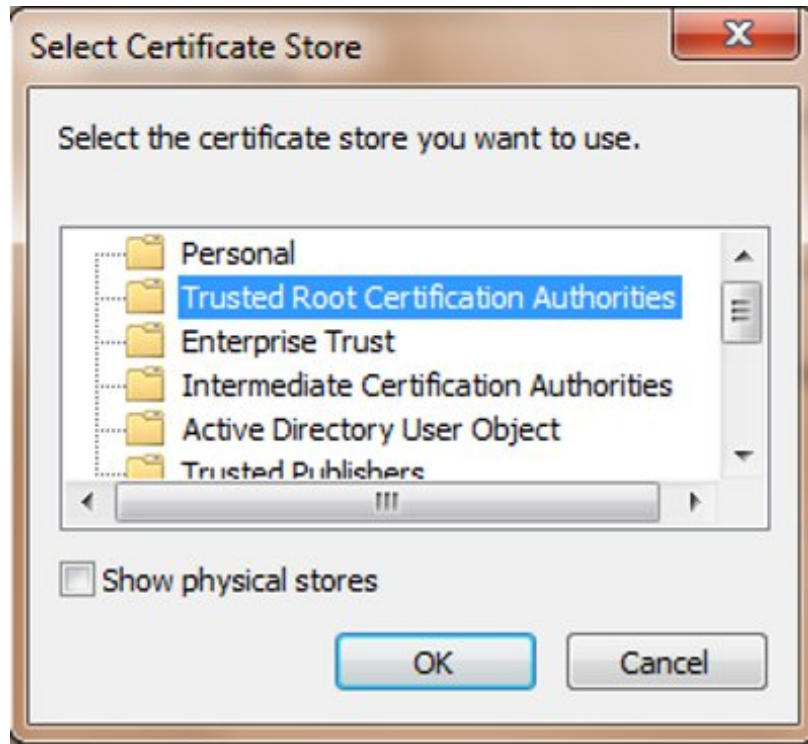 Select Certificate Store
Select the certificate store you want to use.
Personal
Trusted Root Certification Authorities
Enterprise Trust
Intermediate Certification Authorities
Active Directory User Object
Trusted Publishers
Show physical stores
OK
Cancel